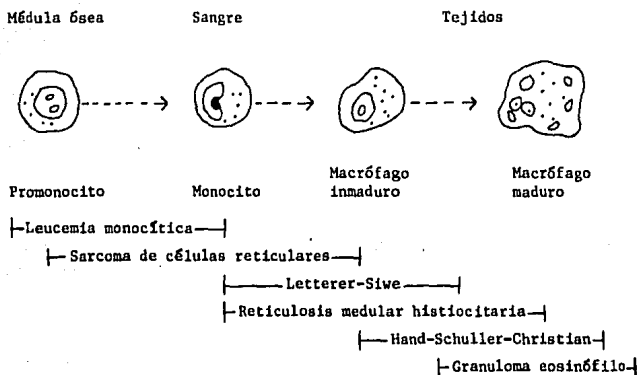 Médula ósea Sangre Tejidos
Promonocito Monocito Macrófago inmaduro Macrófago maduro
Leucemia monocítica
Sarcoma de células reticulares
Letterer-Siwe
Reticulosis medular histiocitaria
Hand-Schuller-Christian
Granuloma eosinófilo